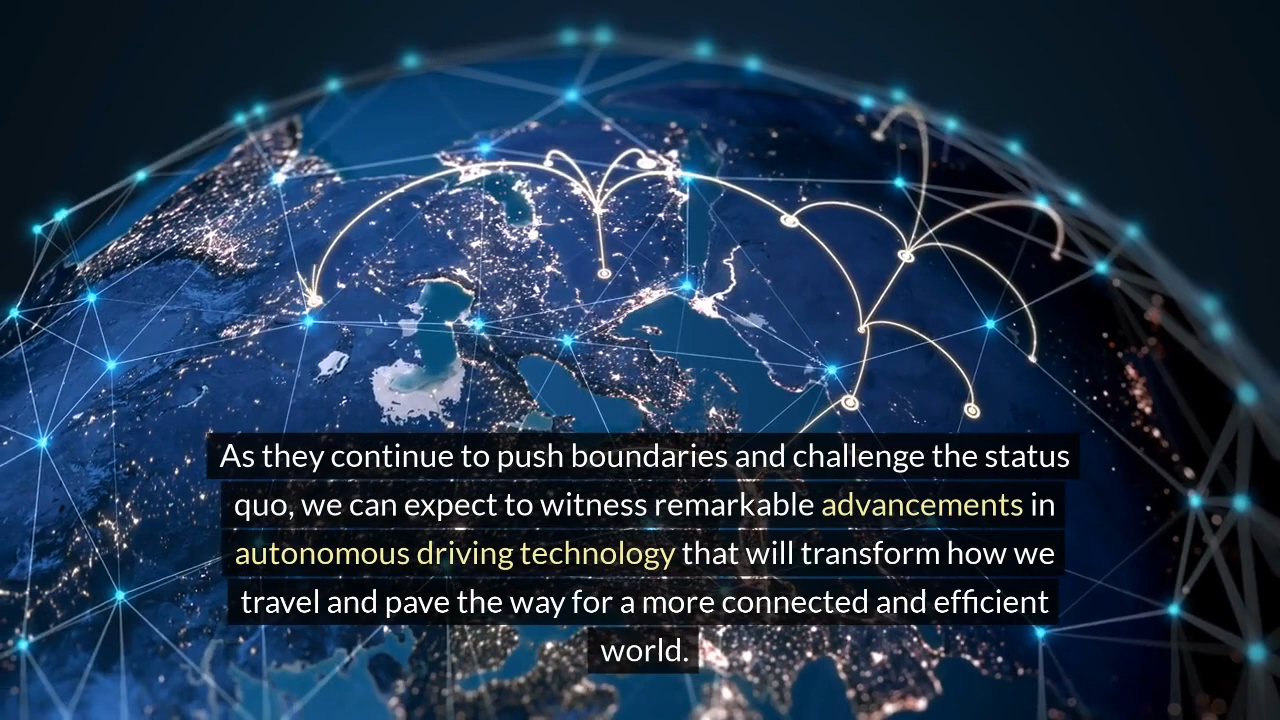 As they continue to push boundaries and challenge the status
quo, we can expect to witness remarkable advancements in
autonomous driving technology that will transform how we
travel and pave the way for a more connected and efficient
world.